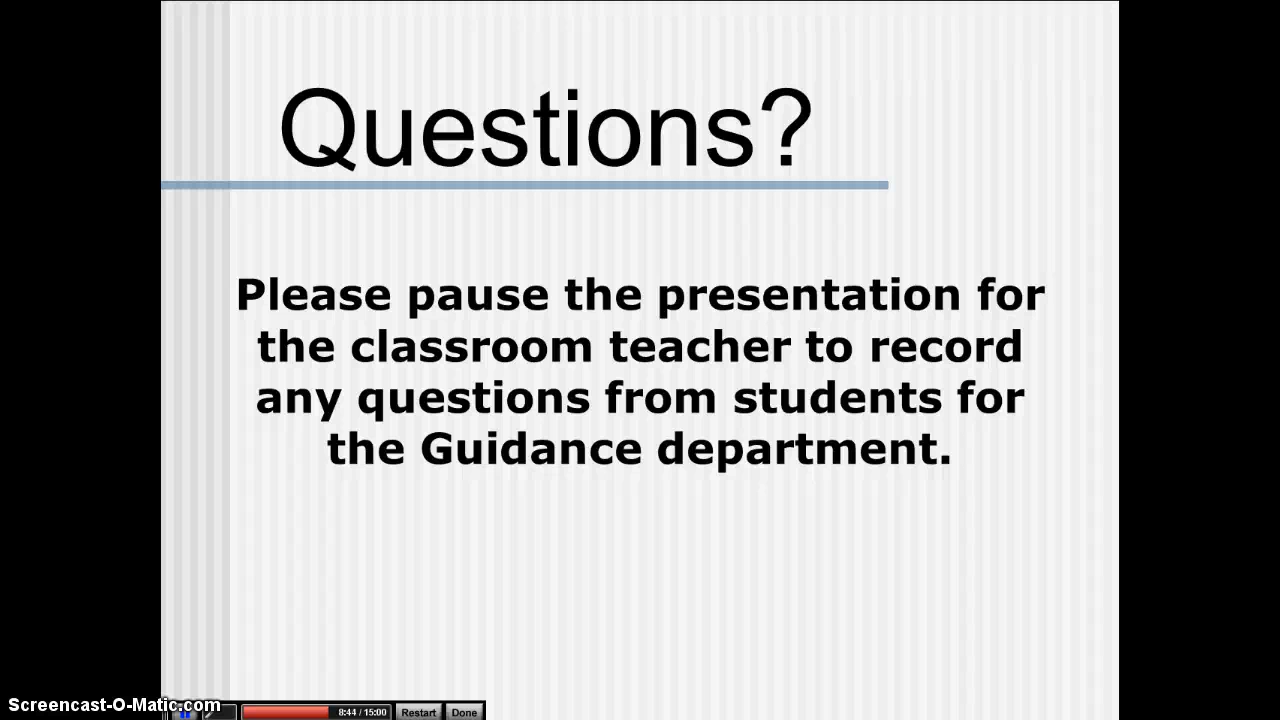 Questions?
Please pause the presentation for
the classroom teacher to record
any questions from students for
the Guidance department.
Screencast-O-Matic.com
8:44 / 15:00 Restart Done